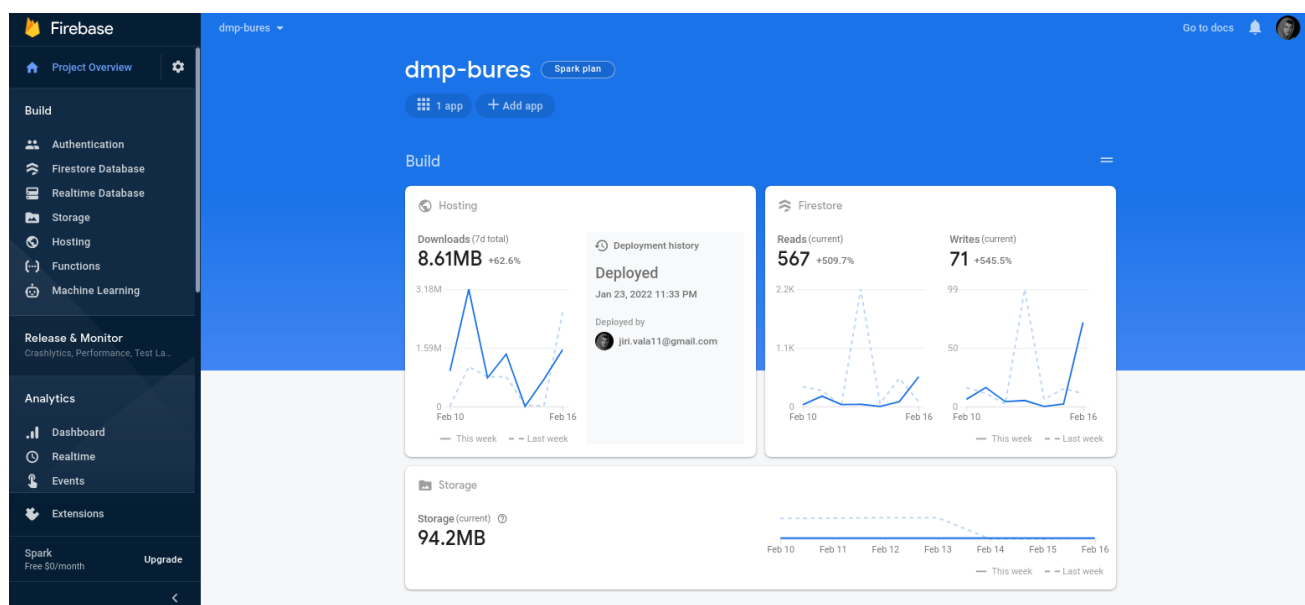 Firebase
dmp-bures
Go to docs
Project Overview
dmp-bures Spark plan
1 app + Add app
Build
Authentication
Firestore Database
Realtime Database
Storage
Hosting
Functions
Machine Learning
Release & Monitor
Crashlytics, Performance, Test La...
Analytics
Dashboard
Realtime
Events
Extensions
Spark
Free $0/month
Upgrade
Build
Hosting
Downloads (7d total)
8.61MB +62.6%
3.18M
1.59M
0
Feb 10 Feb 16
This week Last week
Deployment history
Deployed
Jan 23, 2022 11:33 PM
Deployed by
jiri.vala11@gmail.com
Firestore
Reads (current)
567 +509.7%
2.2K
1.1K
0
Feb 10 Feb 16
Writes (current)
71 +545.5%
99
50
0
Feb 10 Feb 16
This week Last week
Storage
Storage (current)
94.2MB
Feb 10 Feb 11 Feb 12 Feb 13 Feb 14 Feb 15 Feb 16
This week Last week